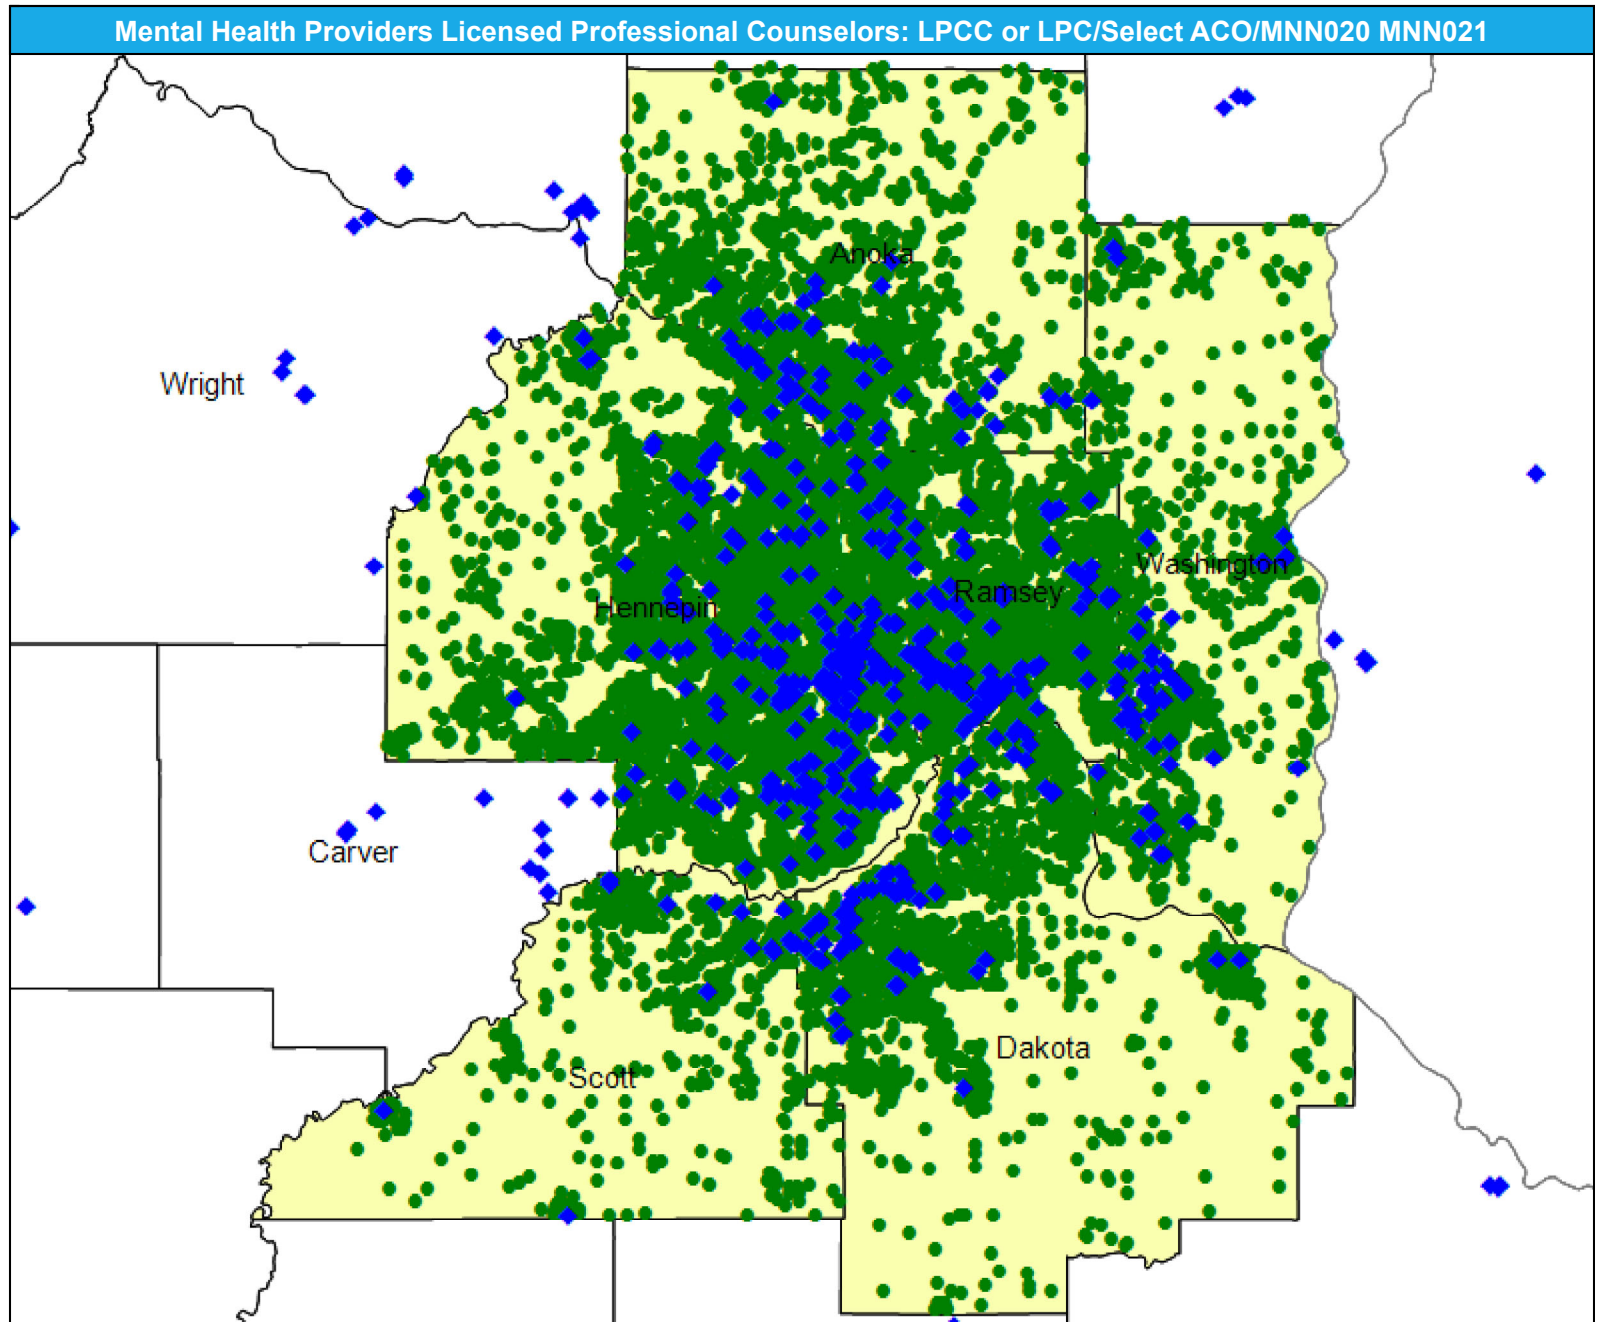 Mental Health Providers Licensed Professional Counselors: LPCC or LPC/Select ACO/MNN020 MNN021
Anoka
Wright
Washington
Ramsey
Hennepin
Carver
Dakota
Scott